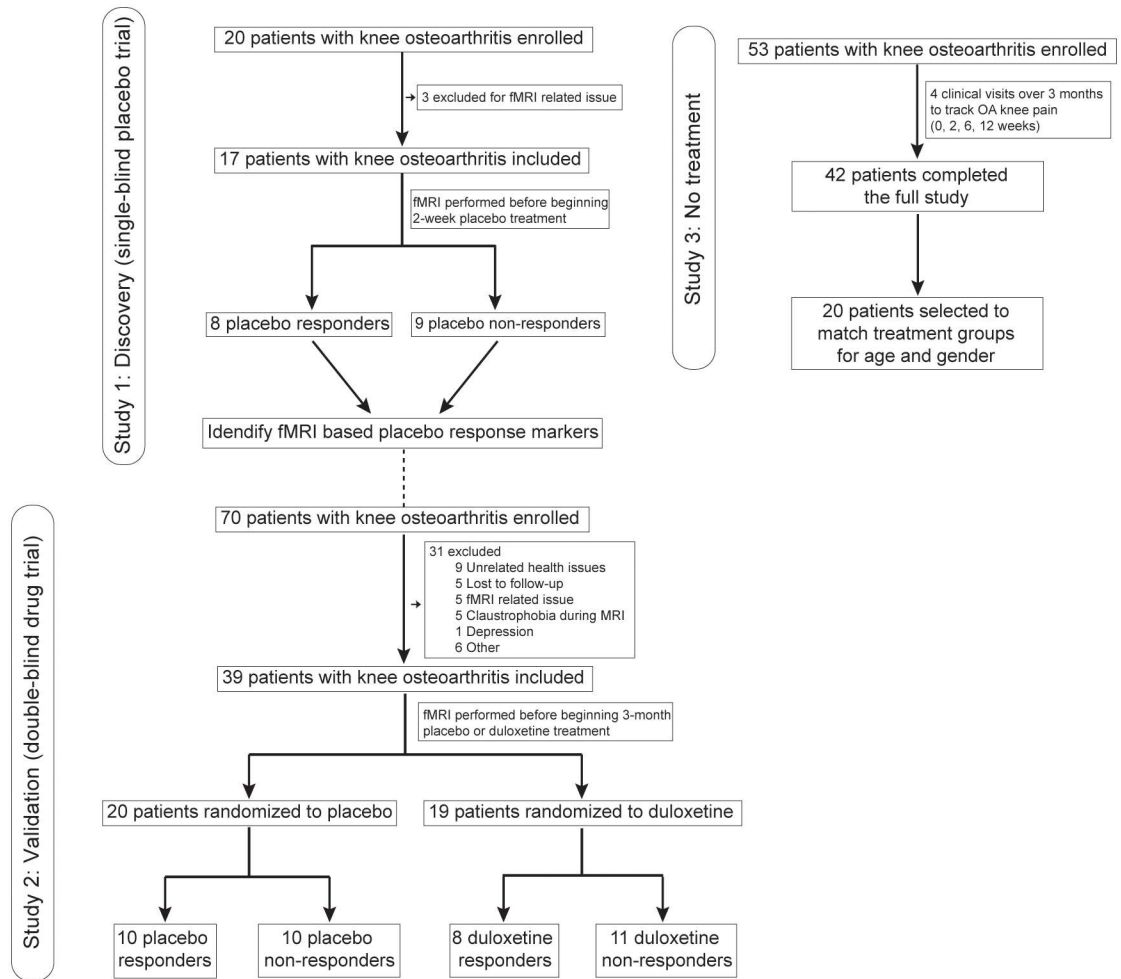 Study 1: Discovery (single-blind placebo trial)
20 patients with knee osteoarthritis enrolled
3 excluded for fMRI related issue
17 patients with knee osteoarthritis included
fMRI performed before beginning
2-week placebo treatment
8 placebo responders
9 placebo non-responders
Idendify fMRI based placebo response markers
Study 3: No treatment
53 patients with knee osteoarthritis enrolled
4 clinical visits over 3 months
to track OA knee pain
(0, 2, 6, 12 weeks)
42 patients completed
the full study
20 patients selected to
match treatment groups
for age and gender
Study 2: Validation (double-blind drug trial)
70 patients with knee osteoarthritis enrolled
31 excluded
9 Unrelated health issues
5 Lost to follow-up
5 fMRI related issue
5 Claustrophobia during MRI
1 Depression
6 Other
39 patients with knee osteoarthritis included
fMRI performed before beginning 3-month
placebo or duloxetine treatment
20 patients randomized to placebo
19 patients randomized to duloxetine
10 placebo
responders
10 placebo
non-responders
8 duloxetine
responders
11 duloxetine
non-responders